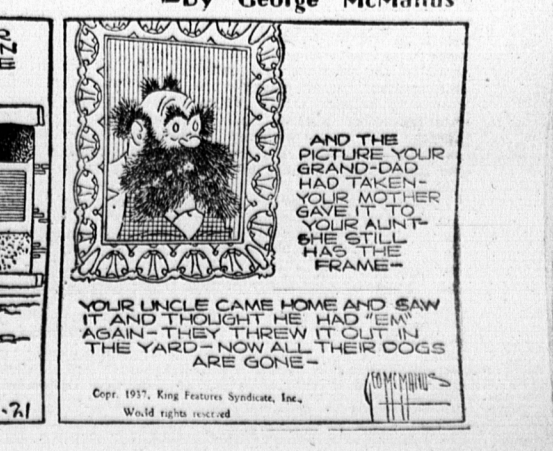 —by George McManus
AND THE
PICTURE YOUR
GRAND-DAD
HAD TAKEN-
YOUR MOTHER
GAVE IT TO
YOUR AUNT-
SHE STILL
HAS THE
FRAME-
YOUR UNCLE CAME HOME AND SAW
IT AND THOUGHT HE HAD "EM"
AGAIN-THEY THREW IT OUT IN
THE YARD-NOW ALL THEIR DOGS
ARE GONE-
GEO MCMANUS
Copr. 1937, King Features Syndicate, Inc.,
World rights reserved
-21